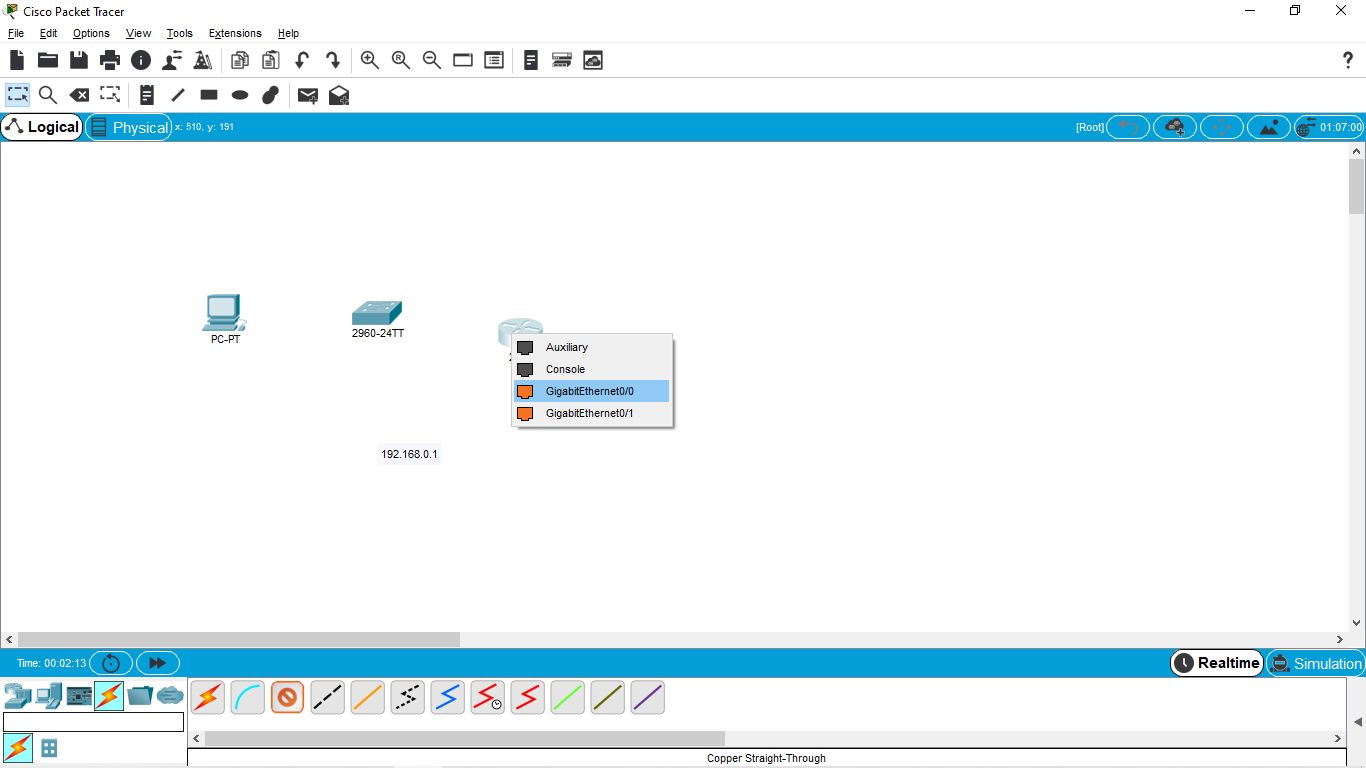 Cisco Packet Tracer
File Edit Options View Tools Extensions Help
?
Logical Physical x: 510, y: 191 [Root] 01:07:00
PC-PT
2960-24TT
Auxiliary
Console
GigabitEthernet0/0
GigabitEthernet0/1
192.168.0.1
Time: 00:02:13 Realtime Simulation
Copper Straight-Through